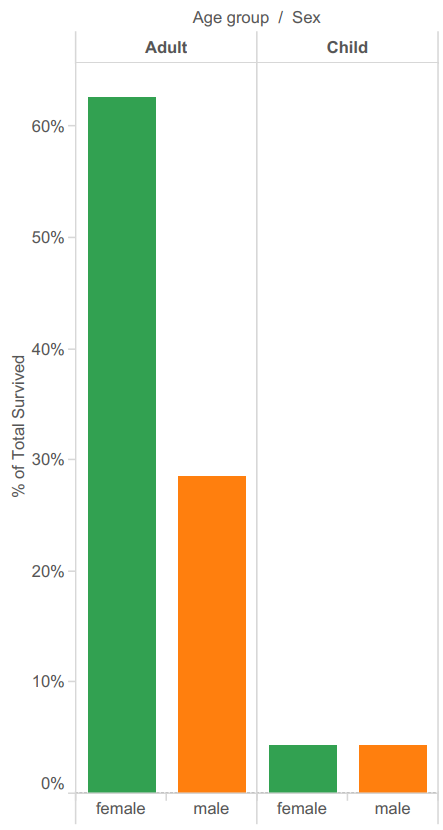 Age group / Sex
Adult Child
% of Total Survived
60%
50%
40%
30%
20%
10%
0%
female male female male